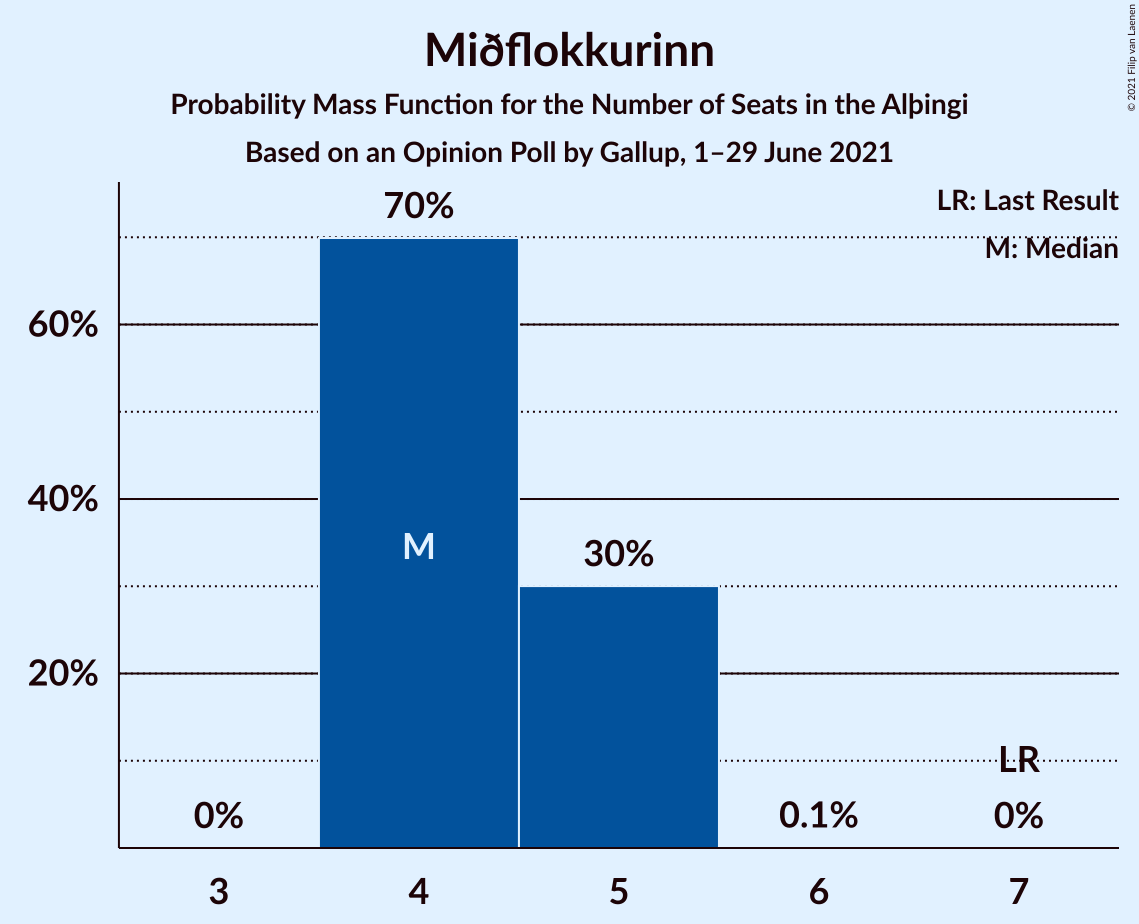 Miðflokkurinn
Probability Mass Function for the Number of Seats in the Alþingi
Based on an Opinion Poll by Gallup, 1–29 June 2021
© 2021 Filip van Laenen
LR: Last Result
M: Median
70%
60%
40%
M
30%
20%
LR
0%
0.1%
0%
3
4
5
6
7